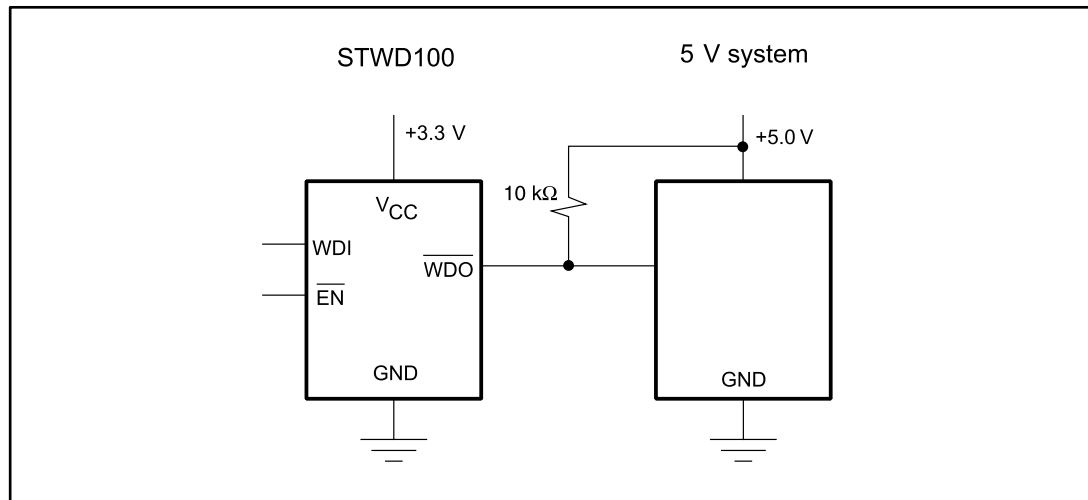 STWD100
5 V system
+3.3 V
+5.0 V
10 kΩ
VCC
WDI
WDO
EN
GND
GND